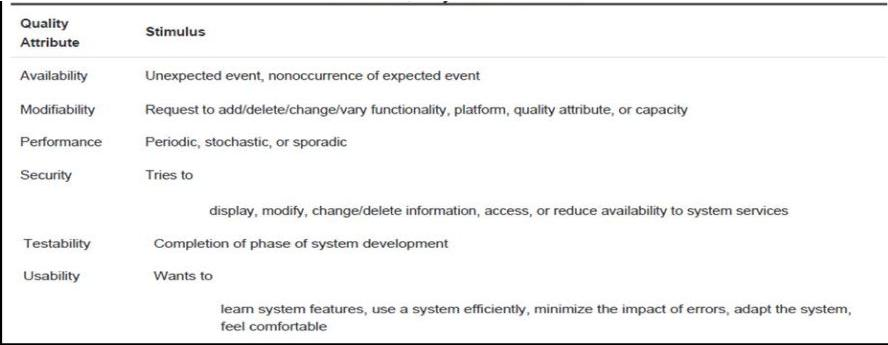 Quality
Attribute
Stimulus
Availability Unexpected event, nonoccurrence of expected event
Modifiability Request to add/delete/change/vary functionality, platform, quality attribute, or capacity
Performance Periodic, stochastic, or sporadic
Security Tries to
display, modify, change/delete information, access, or reduce availability to system services
Testability Completion of phase of system development
Usability Wants to
learn system features, use a system efficiently, minimize the impact of errors, adapt the system,
feel comfortable